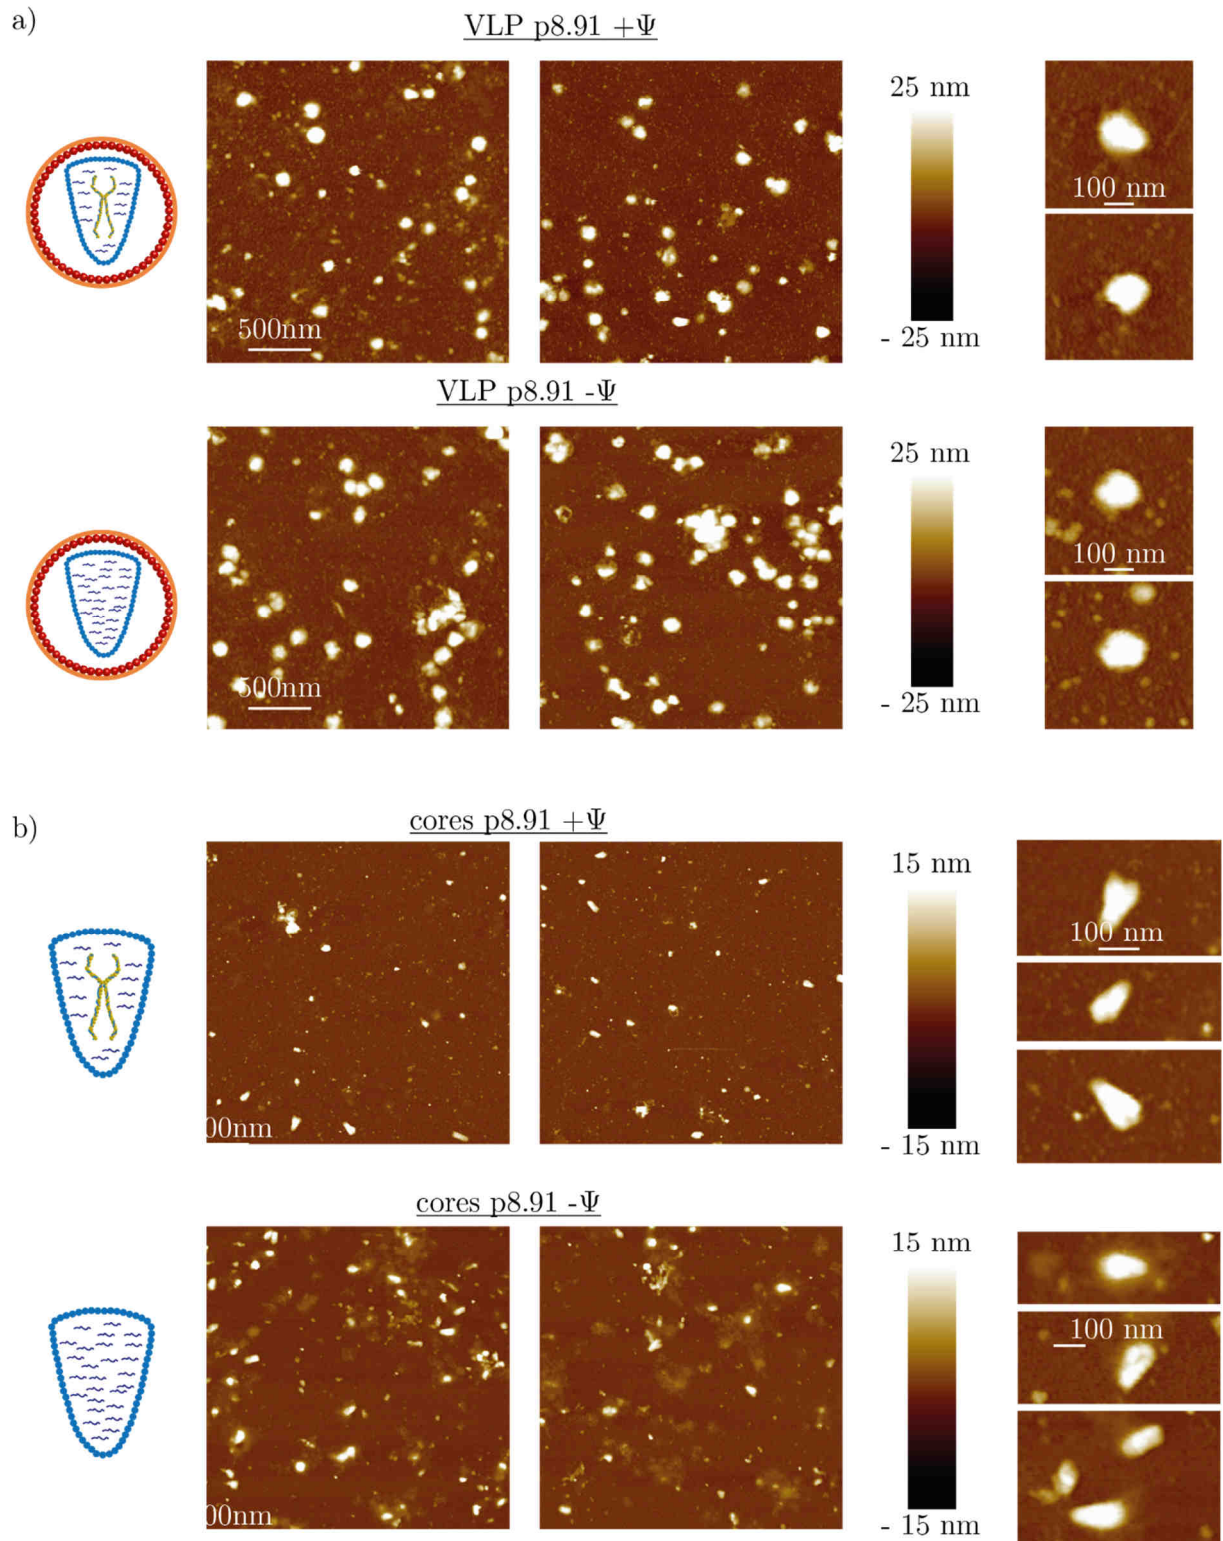 a)
VLP p8.91 +Ψ
500nm
25 nm
- 25 nm
100 nm
VLP p8.91 -Ψ
500nm
25 nm
- 25 nm
100 nm
b)
cores p8.91 +Ψ
00nm
15 nm
- 15 nm
100 nm
cores p8.91 -Ψ
00nm
15 nm
- 15 nm
100 nm